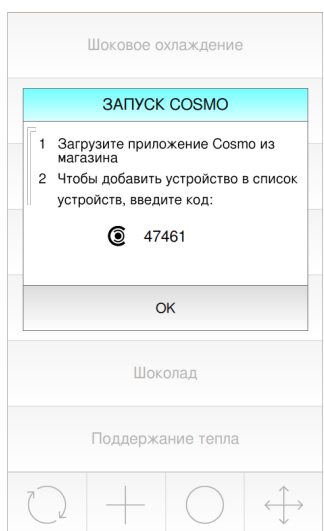 Шоковое охлаждение
ЗАПУСК COSMO
1 Загрузите приложение Cosmo из
магазина
2 Чтобы добавить устройство в список
устройств, введите код:
47461
OK
Шоколад
Поддержание тепла